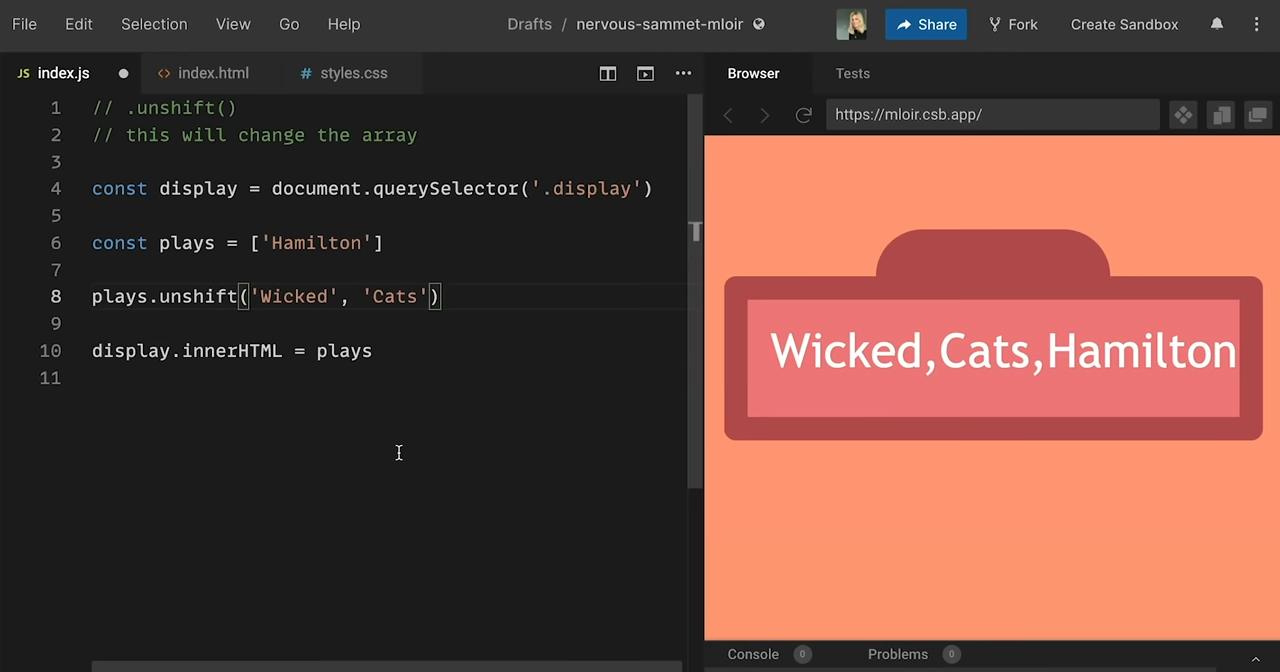 File Edit Selection View Go Help Drafts / nervous-sammet-mloir Share Fork Create Sandbox
JS index.js <> index.html # styles.css Browser Tests
https://mloir.csb.app/
1 // .unshift()
2 // this will change the array
3
4 const display = document.querySelector('.display')
5
6 const plays = ['Hamilton']
7
8 plays.unshift('Wicked', 'Cats')
9
10 display.innerHTML = plays
11
Wicked,Cats,Hamilton
Console 0 Problems 0